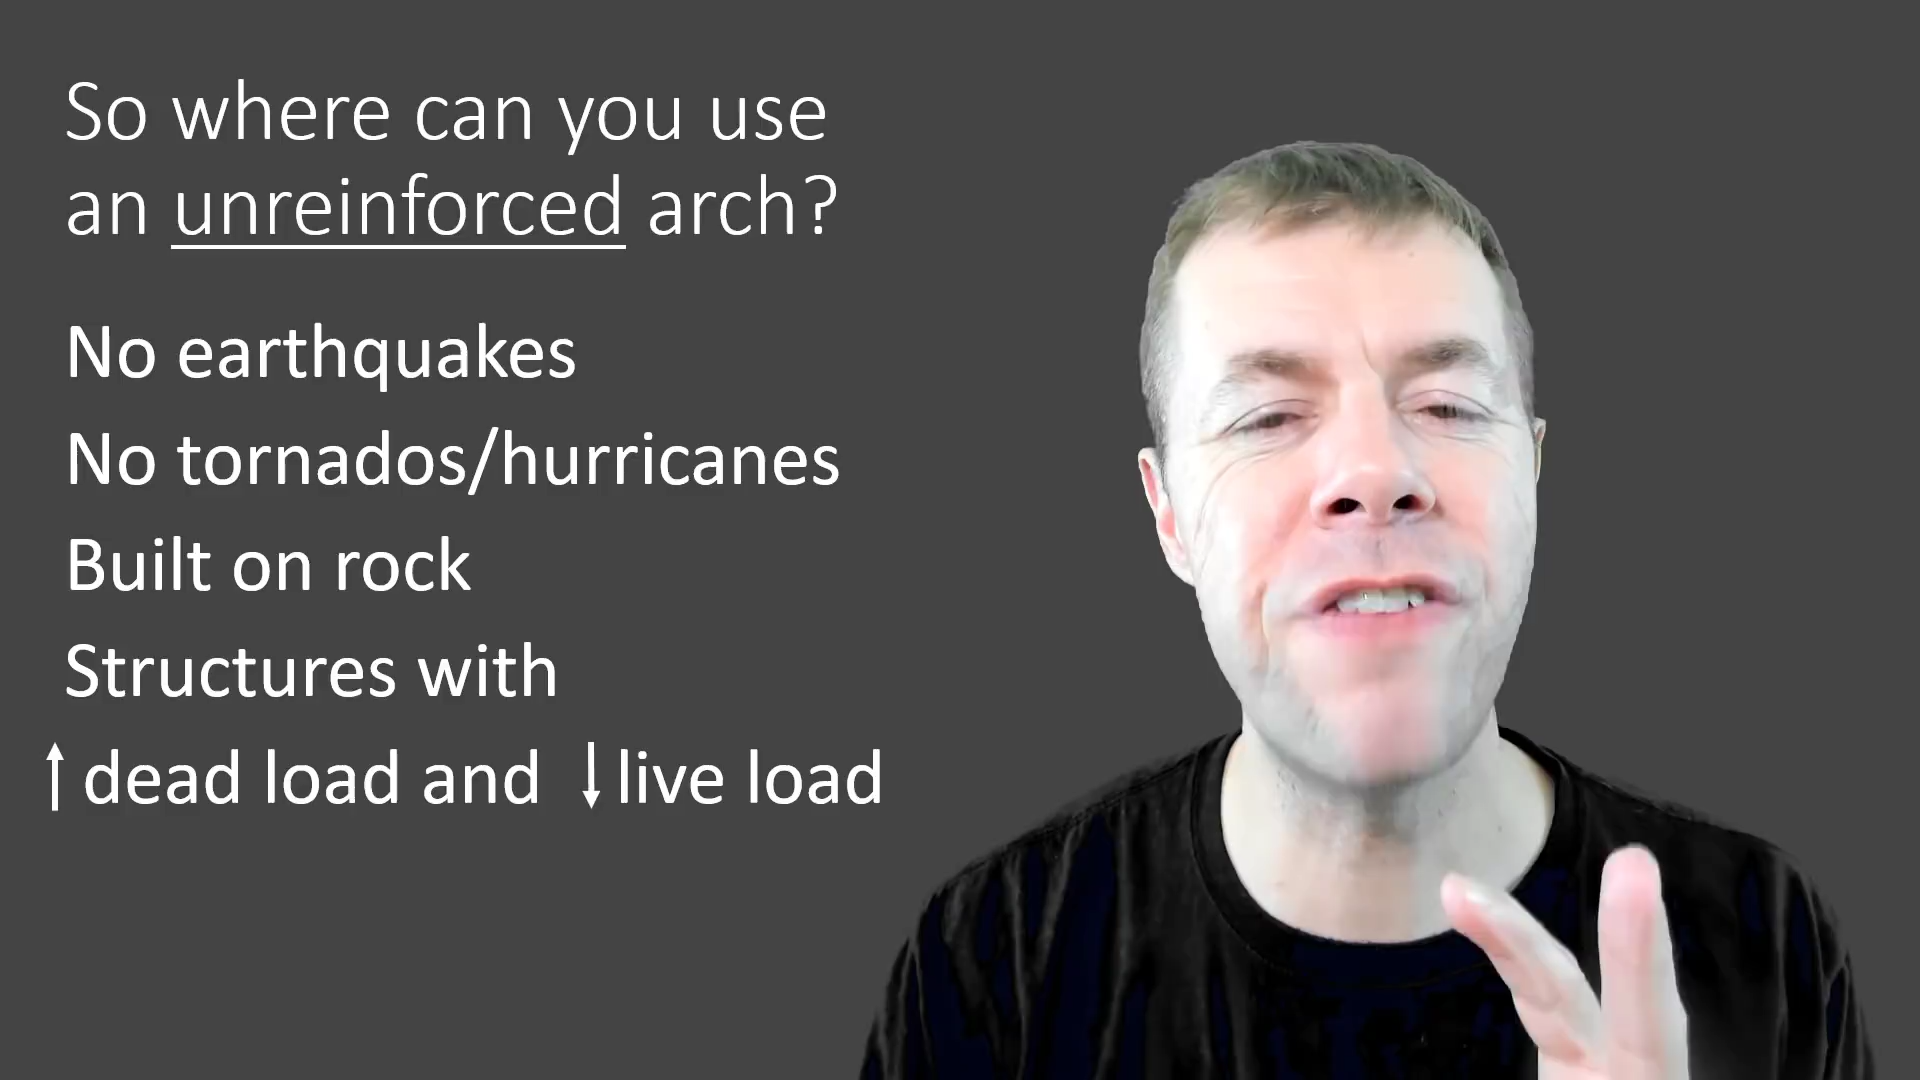 So where can you use
an unreinforced arch?
No earthquakes
No tornados/hurricanes
Built on rock
Structures with
↑ dead load and ↓ live load